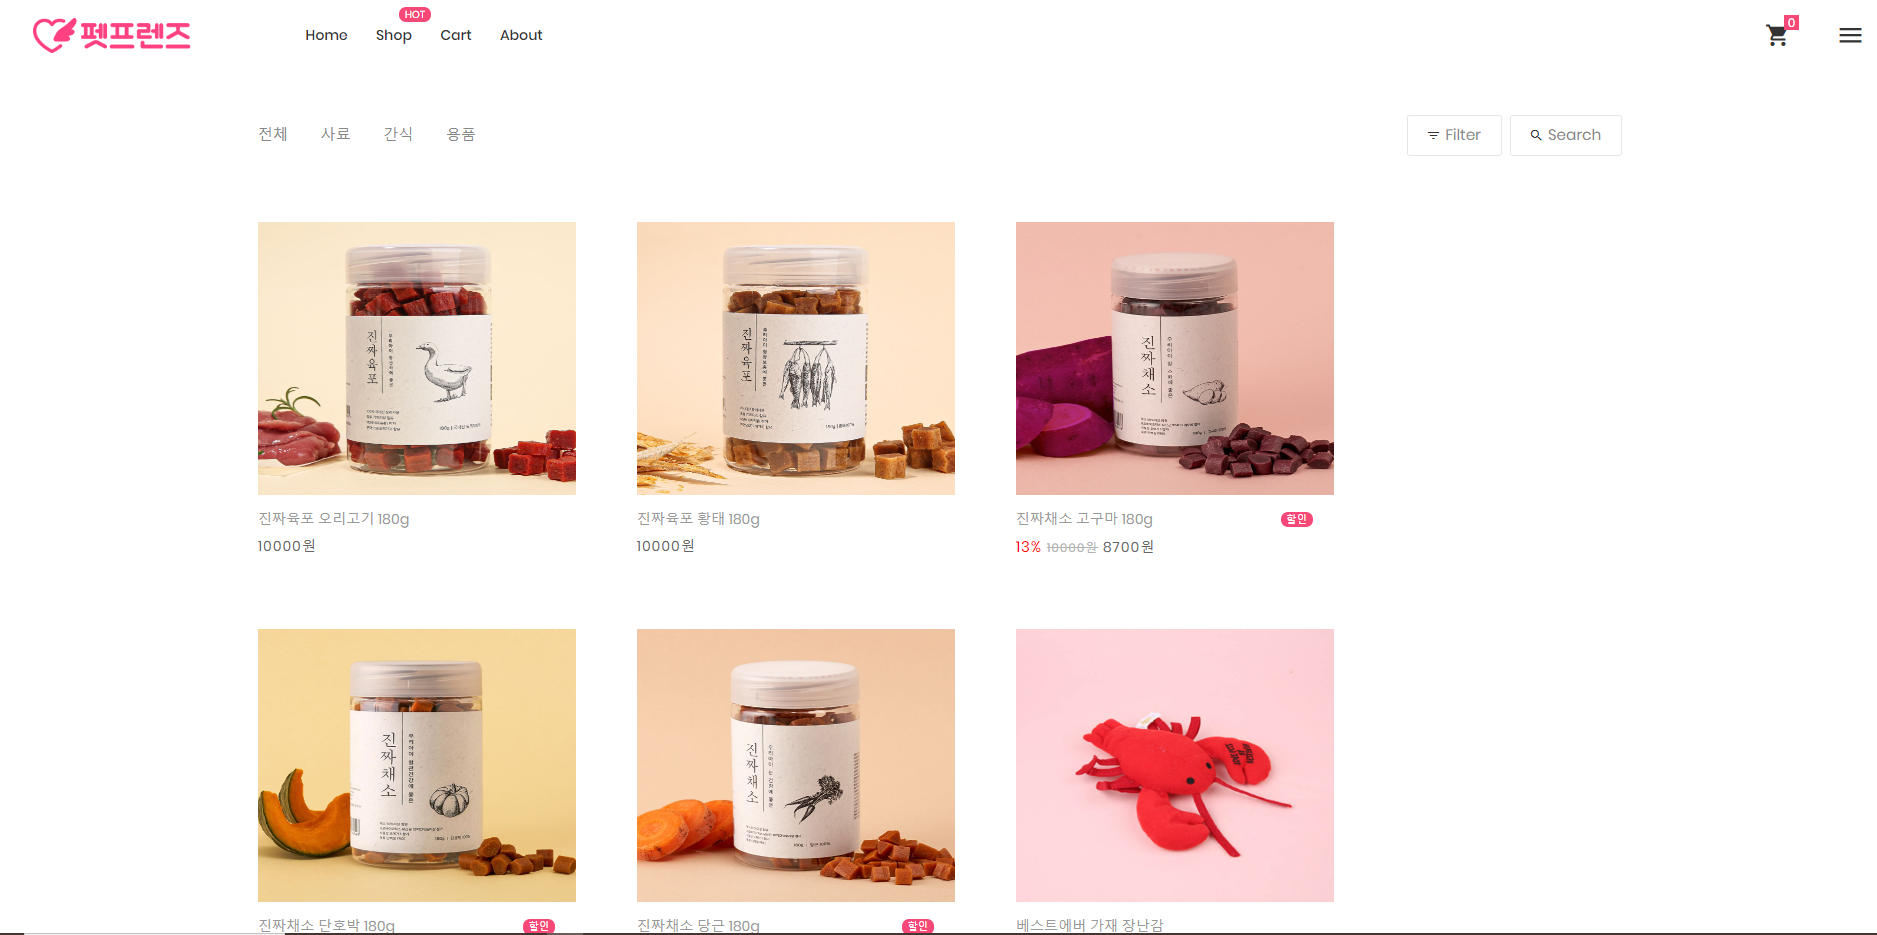 펫프렌즈
Home
HOT
Shop
Cart
About
0
전체
사료
간식
용품
Filter
Search
진짜육포
진짜육포
진짜채소
진짜육포 오리고기 180g
10000원
진짜육포 황태 180g
10000원
진짜채소 고구마 180g
할인
13% 10000원 8700원
진짜채소
진짜채소
진짜채소 단호박 180g
할인
진짜채소 당근 180g
할인
베스트에버 가재 장난감